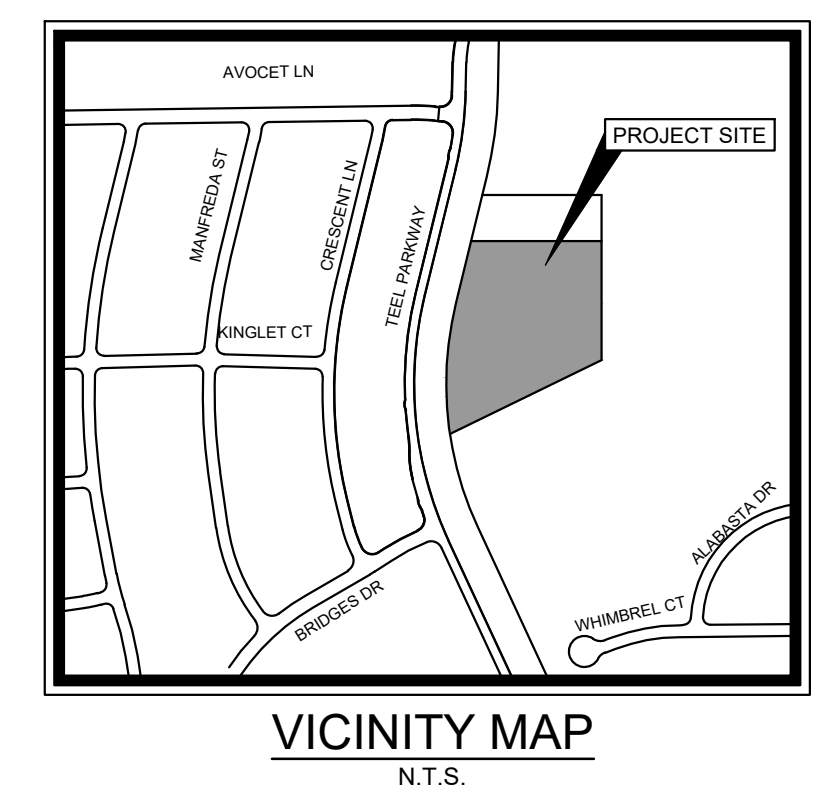 AVOCET LN
PROJECT SITE
MANFREDA ST
CRESCENT LN
TEEL PARKWAY
KINGLET CT
ALABASTA DR
WHIMBREL CT
BRIDGES DR
VICINITY MAP
N.T.S.